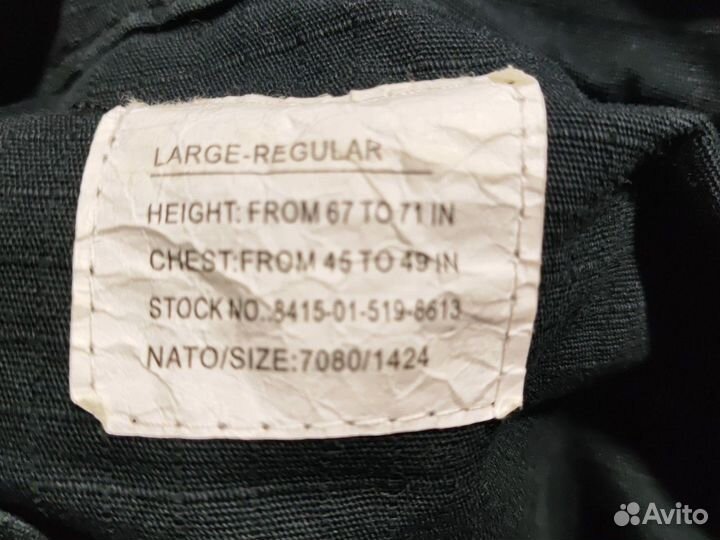 LARGE-REGULAR
HEIGHT: FROM 67 TO 71 IN
CHEST:FROM 45 TO 49 IN
STOCK NO.:8415-01-519-8613
NATO/SIZE:7080/1424
Avito